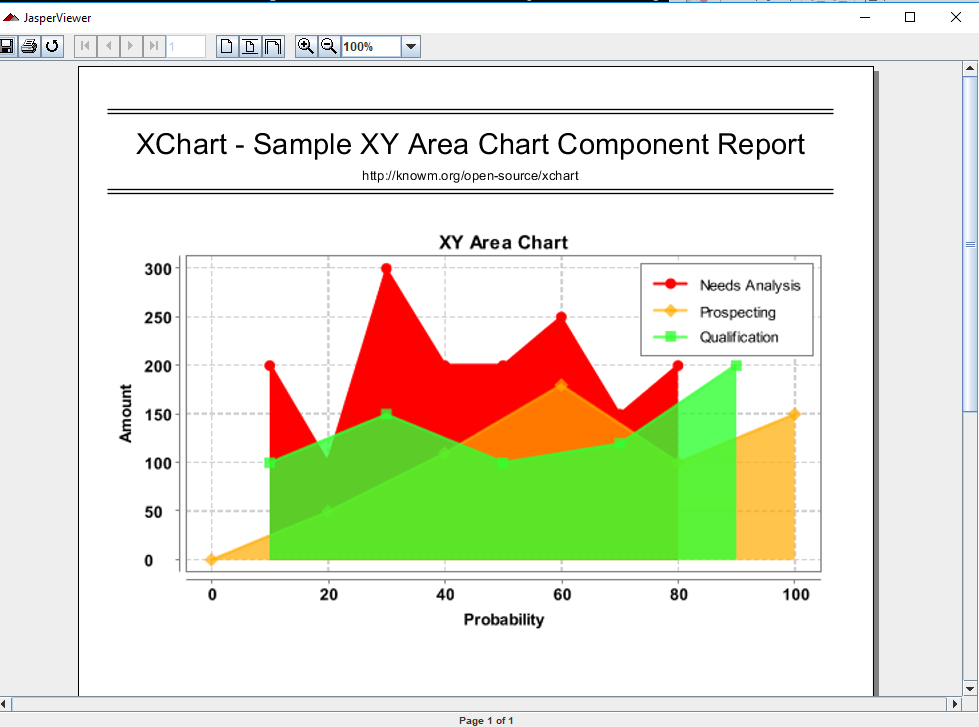 JasperViewer
1
100%
XChart - Sample XY Area Chart Component Report
http://knowm.org/open-source/xchart
XY Area Chart
300
250
200
150
100
50
0
Amount
Needs Analysis
Prospecting
Qualification
0 20 40 60 80 100
Probability
Page 1 of 1